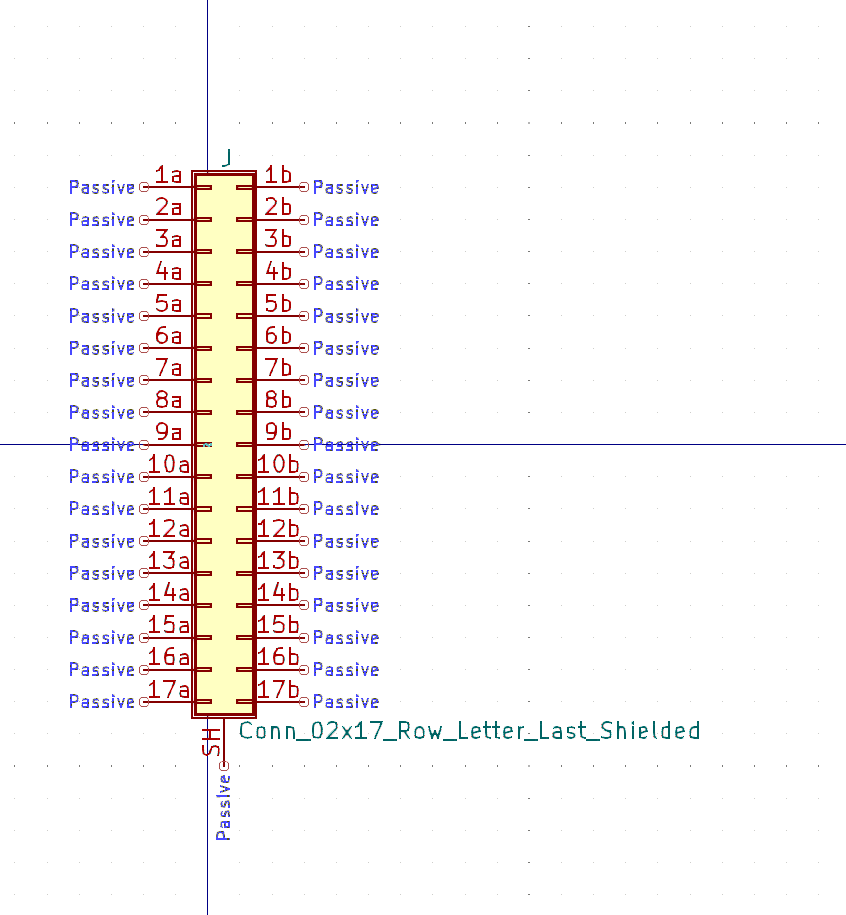 J
Passive 1a 1b Passive
Passive 2a 2b Passive
Passive 3a 3b Passive
Passive 4a 4b Passive
Passive 5a 5b Passive
Passive 6a 6b Passive
Passive 7a 7b Passive
Passive 8a 8b Passive
Passive 9a 9b Passive
Passive 10a 10b Passive
Passive 11a 11b Passive
Passive 12a 12b Passive
Passive 13a 13b Passive
Passive 14a 14b Passive
Passive 15a 15b Passive
Passive 16a 16b Passive
Passive 17a 17b Passive
SH
Conn_02x17_Row_Letter_Last_Shielded
Passive